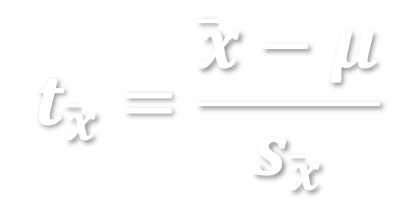 t_x̄ = (x̄ − μ) / s_x̄